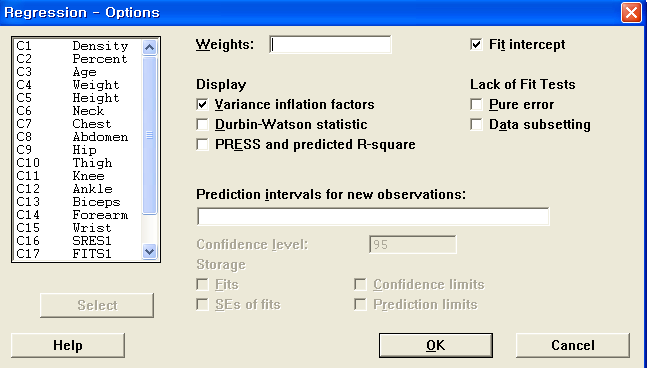 Regression - Options
C1 Density
C2 Percent
C3 Age
C4 Weight
C5 Height
C6 Neck
C7 Chest
C8 Abdomen
C9 Hip
C10 Thigh
C11 Knee
C12 Ankle
C13 Biceps
C14 Forearm
C15 Wrist
C16 SRES1
C17 FITS1
Select
Help
Weights:
Fit intercept
Display
Variance inflation factors
Durbin-Watson statistic
PRESS and predicted R-square
Lack of Fit Tests
Pure error
Data subsetting
Prediction intervals for new observations:
Confidence level: 95
Storage
Fits
Confidence limits
SEs of fits
Prediction limits
OK
Cancel